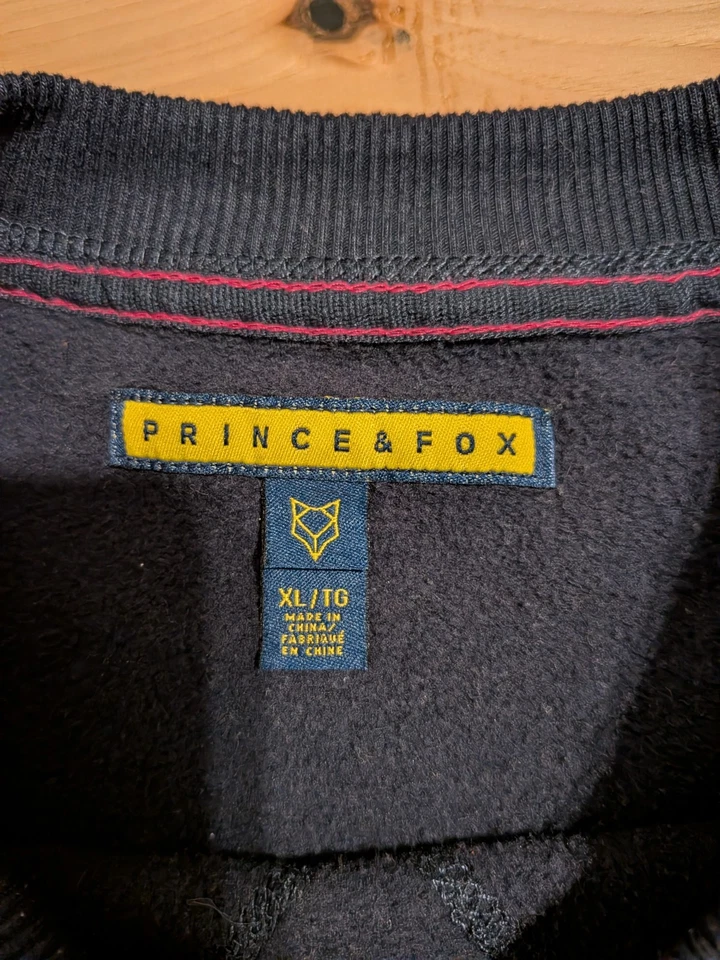 PRINCE & FOX
XL/TG
MADE IN
CHINA/
FABRIQUÉ
EN CHINE